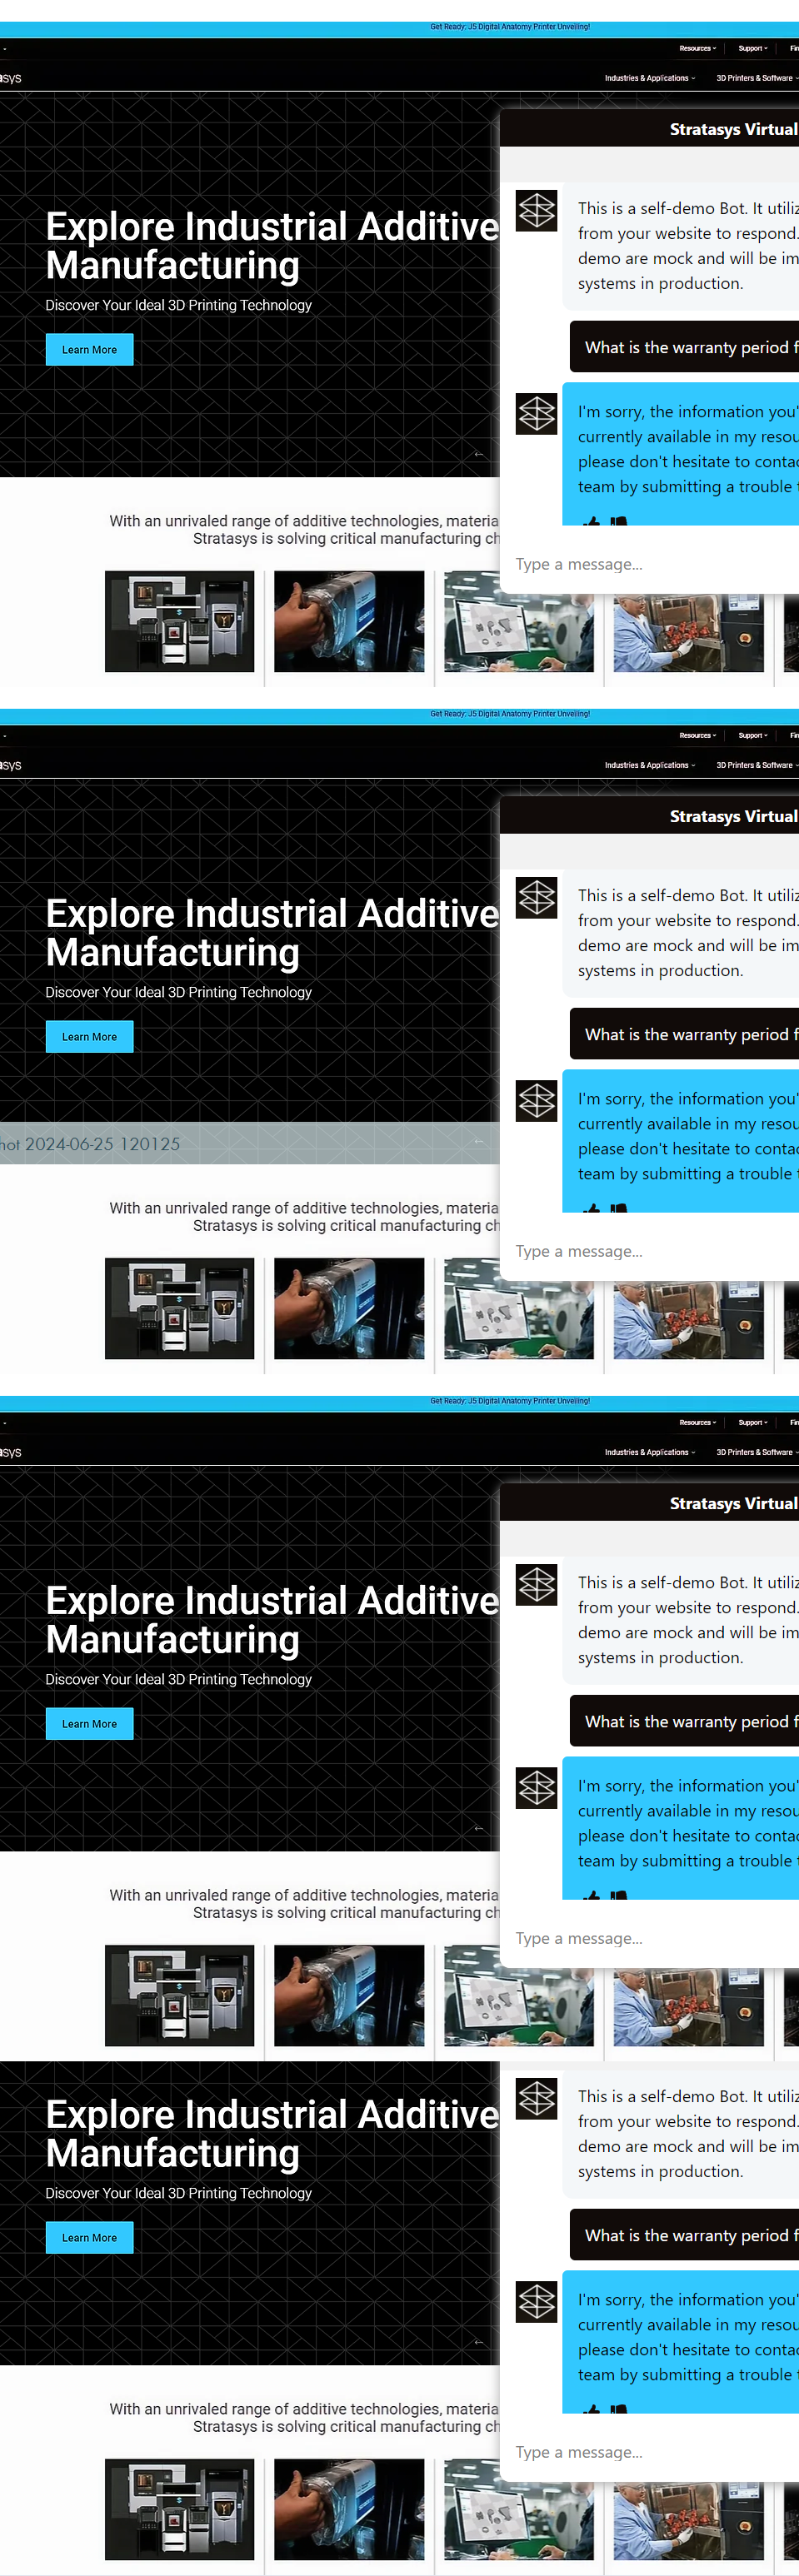 Get Ready: J5 Digital Anatomy Printer Unveiling!
Resources Support Fin
asys Industries & Applications 3D Printers & Software
Stratasys Virtual
Explore Industrial Additive
Manufacturing
Discover Your Ideal 3D Printing Technology
Learn More
This is a self-demo Bot. It utiliz
from your website to respond.
demo are mock and will be im
systems in production.
What is the warranty period f
I'm sorry, the information you'
currently available in my resou
please don't hesitate to contac
team by submitting a trouble t
Type a message...
With an unrivaled range of additive technologies, materia
Stratasys is solving critical manufacturing ch
Get Ready: J5 Digital Anatomy Printer Unveiling!
Resources Support Fin
asys Industries & Applications 3D Printers & Software
Stratasys Virtual
Explore Industrial Additive
Manufacturing
Discover Your Ideal 3D Printing Technology
Learn More
This is a self-demo Bot. It utiliz
from your website to respond.
demo are mock and will be im
systems in production.
What is the warranty period f
I'm sorry, the information you'
currently available in my resou
please don't hesitate to contac
team by submitting a trouble t
Type a message...
hot 2024-06-25 120125
With an unrivaled range of additive technologies, materia
Stratasys is solving critical manufacturing ch
Get Ready: J5 Digital Anatomy Printer Unveiling!
Resources Support Fin
asys Industries & Applications 3D Printers & Software
Stratasys Virtual
Explore Industrial Additive
Manufacturing
Discover Your Ideal 3D Printing Technology
Learn More
This is a self-demo Bot. It utiliz
from your website to respond.
demo are mock and will be im
systems in production.
What is the warranty period f
I'm sorry, the information you'
currently available in my resou
please don't hesitate to contac
team by submitting a trouble t
Type a message...
With an unrivaled range of additive technologies, materia
Stratasys is solving critical manufacturing ch
Explore Industrial Additive
Manufacturing
Discover Your Ideal 3D Printing Technology
Learn More
This is a self-demo Bot. It utiliz
from your website to respond.
demo are mock and will be im
systems in production.
What is the warranty period f
I'm sorry, the information you'
currently available in my resou
please don't hesitate to contac
team by submitting a trouble t
Type a message...
With an unrivaled range of additive technologies, materia
Stratasys is solving critical manufacturing ch